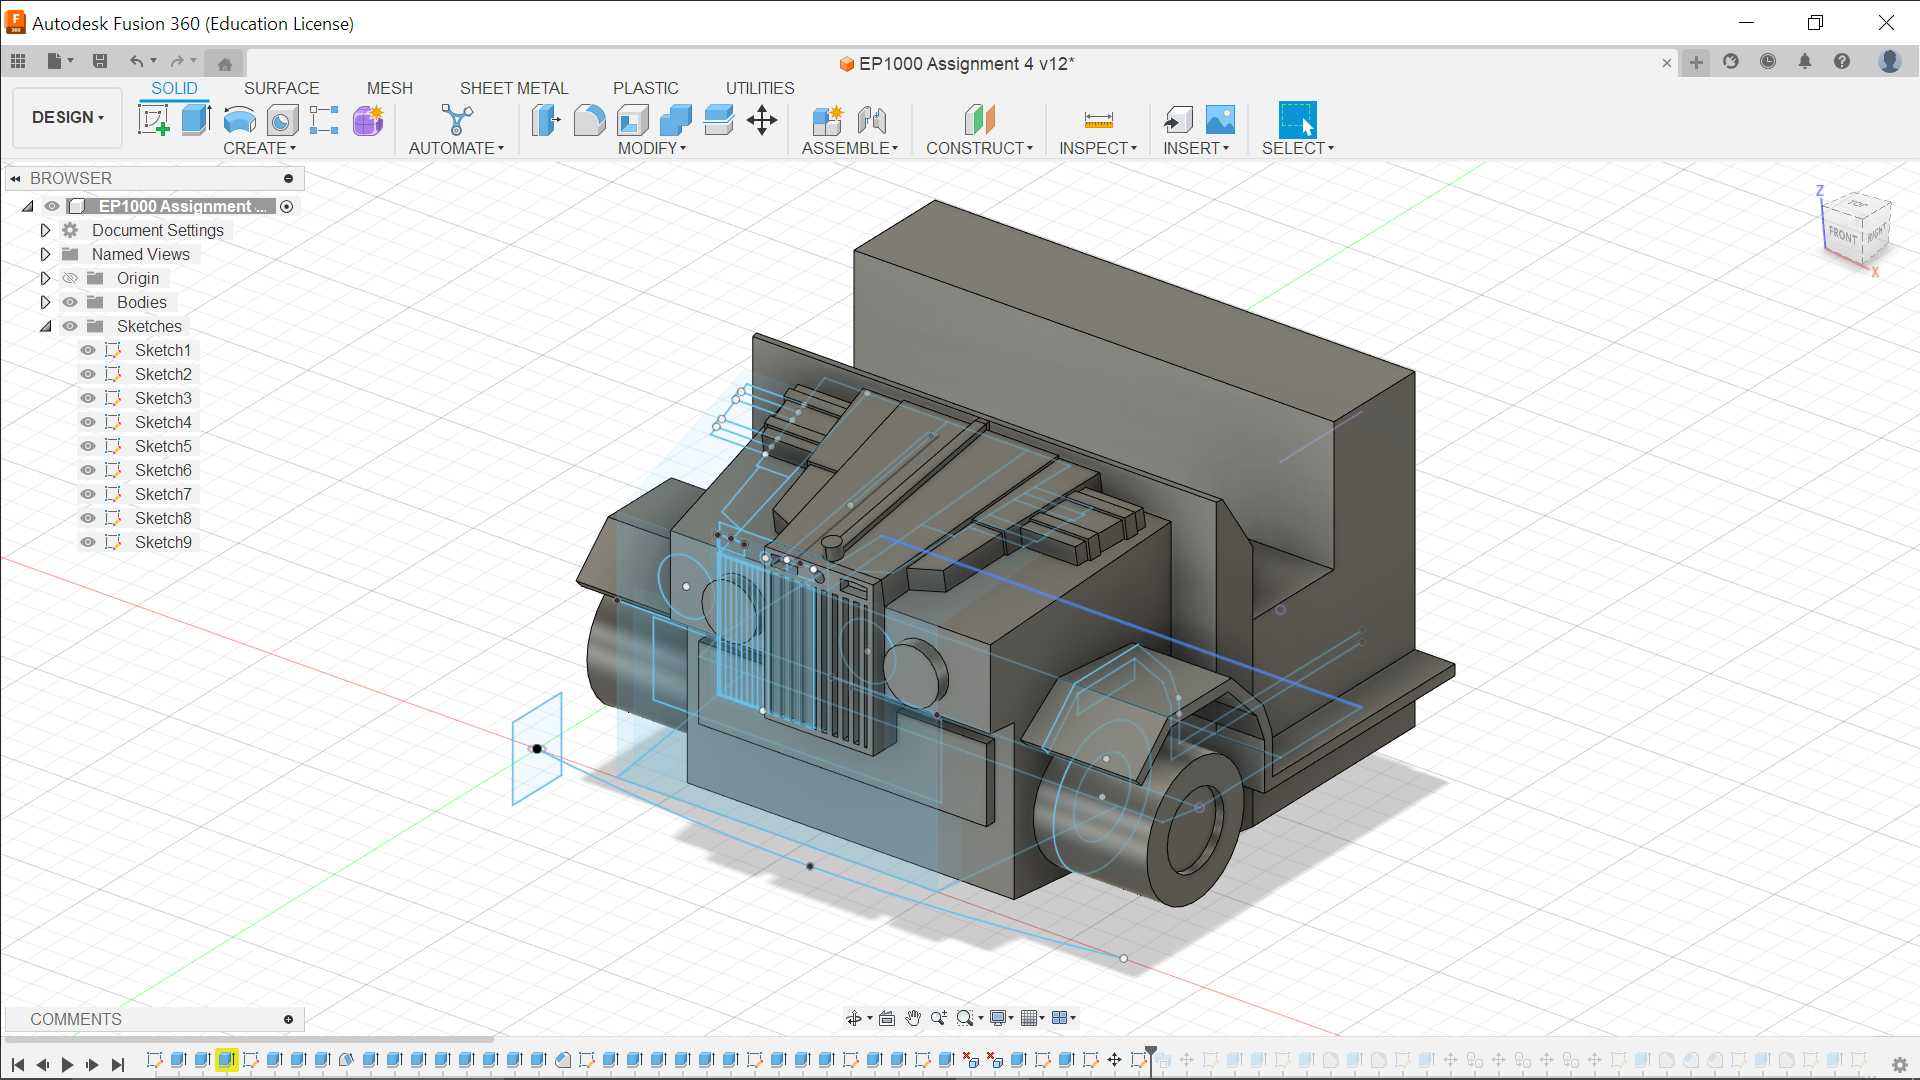 Autodesk Fusion 360 (Education License)
EP1000 Assignment 4 v12*
SOLID SURFACE MESH SHEET METAL PLASTIC UTILITIES
DESIGN
CREATE AUTOMATE MODIFY ASSEMBLE CONSTRUCT INSPECT INSERT SELECT
BROWSER
EP1000 Assignment ...
Document Settings
Named Views
Origin
Bodies
Sketches
Sketch1
Sketch2
Sketch3
Sketch4
Sketch5
Sketch6
Sketch7
Sketch8
Sketch9
Z
TOP
FRONT RIGHT
X
COMMENTS